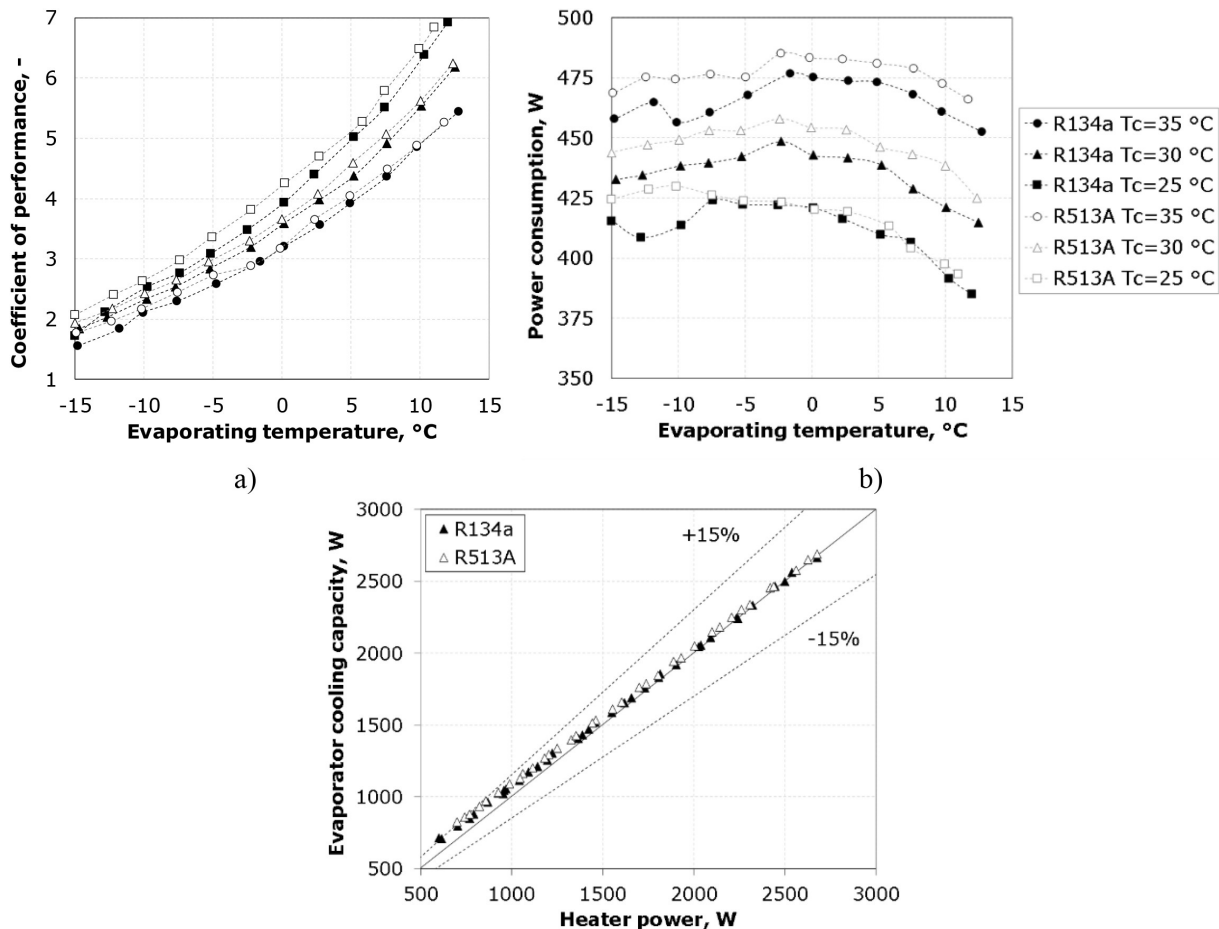 Coefficient of performance, -
7
6
5
4
3
2
1
-15 -10 -5 0 5 10 15
Evaporating temperature, °C
a)
Power consumption, W
500
475
450
425
400
375
350
-15 -10 -5 0 5 10 15
Evaporating temperature, °C
b)
R134a Tc=35 °C
R134a Tc=30 °C
R134a Tc=25 °C
R513A Tc=35 °C
R513A Tc=30 °C
R513A Tc=25 °C
Evaporator cooling capacity, W
3000
2500
2000
1500
1000
500
R134a
R513A
+15%
-15%
500 1000 1500 2000 2500 3000
Heater power, W